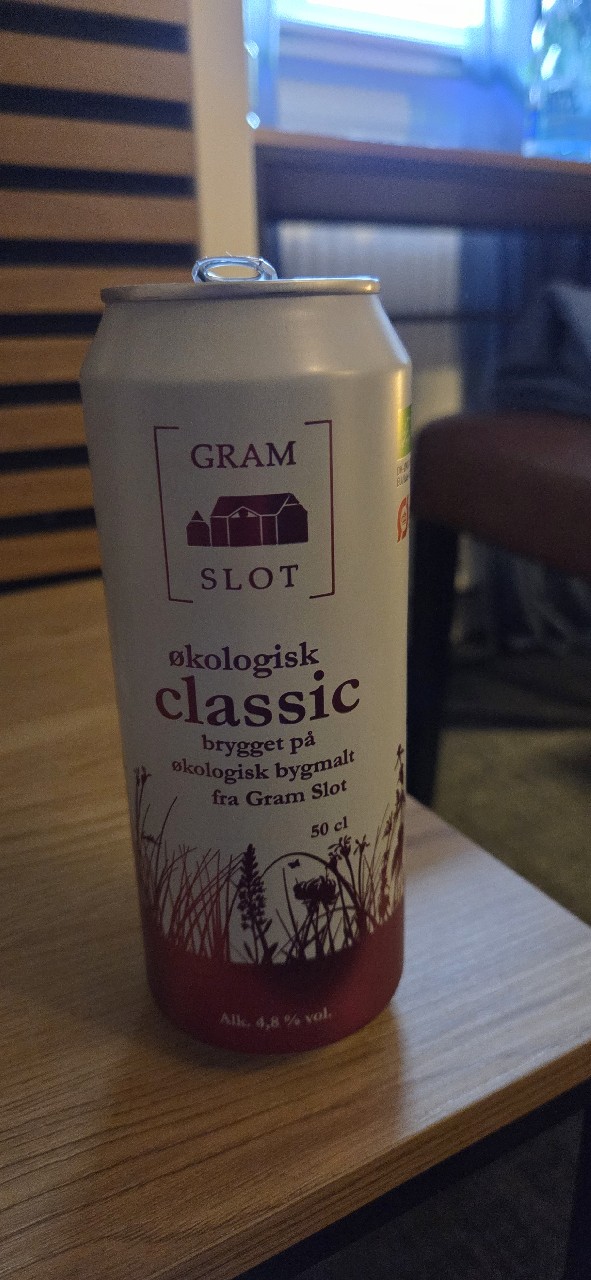 GRAM
SLOT
økologisk
classic
brygget på
økologisk bygmalt
fra Gram Slot
50 cl
Alk. 4,8 % vol.